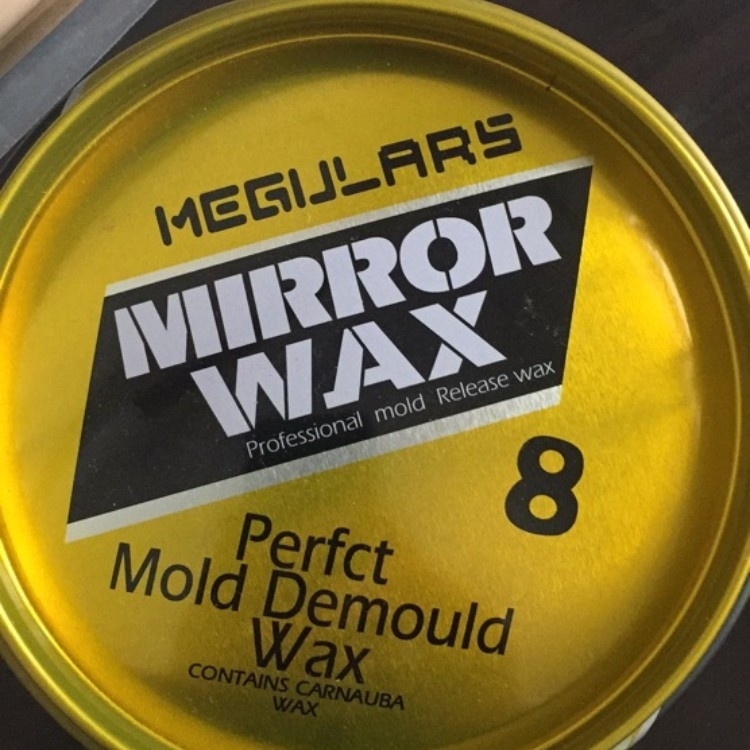 MEGULARS
MIRROR
WAX
Professional mold Release wax
8
Perfct
Mold Demould
Wax
CONTAINS CARNAUBA
WAX